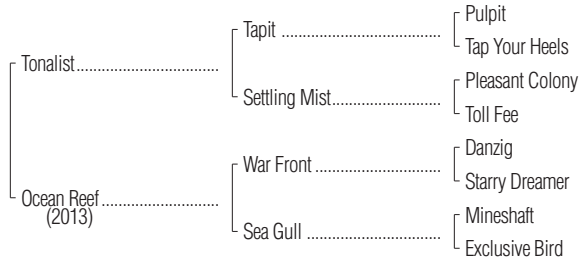 Pulpit
Tapit
Tap Your Heels
Tonalist
Pleasant Colony
Settling Mist
Toll Fee
Danzig
War Front
Starry Dreamer
Ocean Reef
(2013)
Mineshaft
Sea Gull
Exclusive Bird